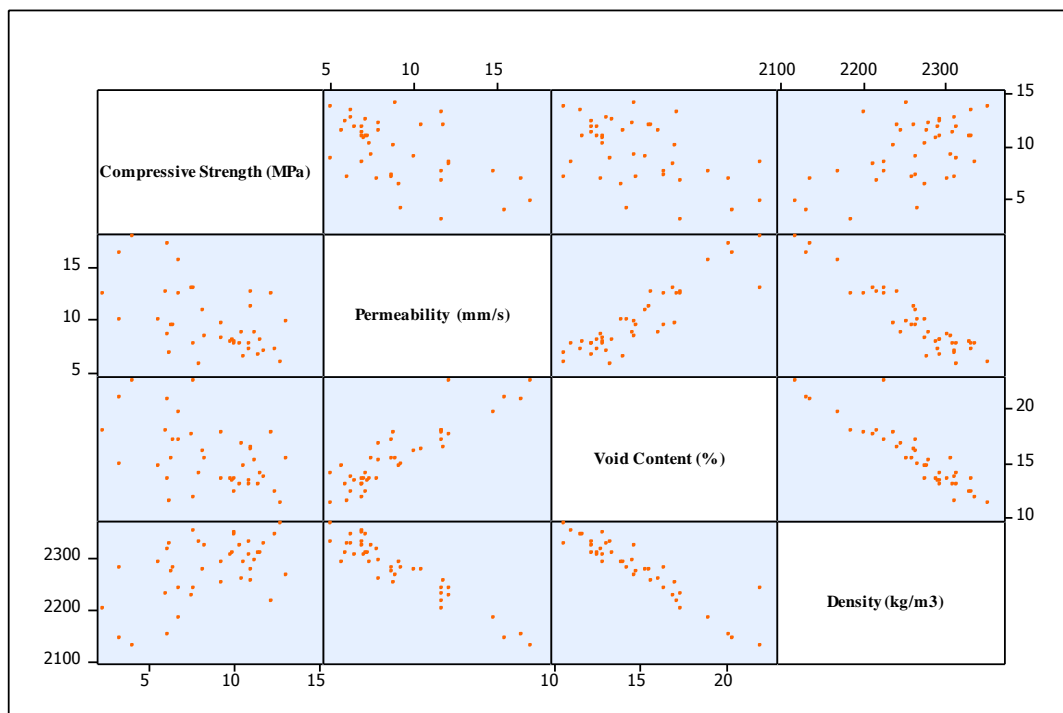 5 10 15 2100 2200 2300
Compressive Strength (MPa) 15
10
5
15
10
5
Permeability (mm/s)
Void Content (%) 20
15
10
2300
2200
2100
Density (kg/m3)
5 10 15 10 15 20